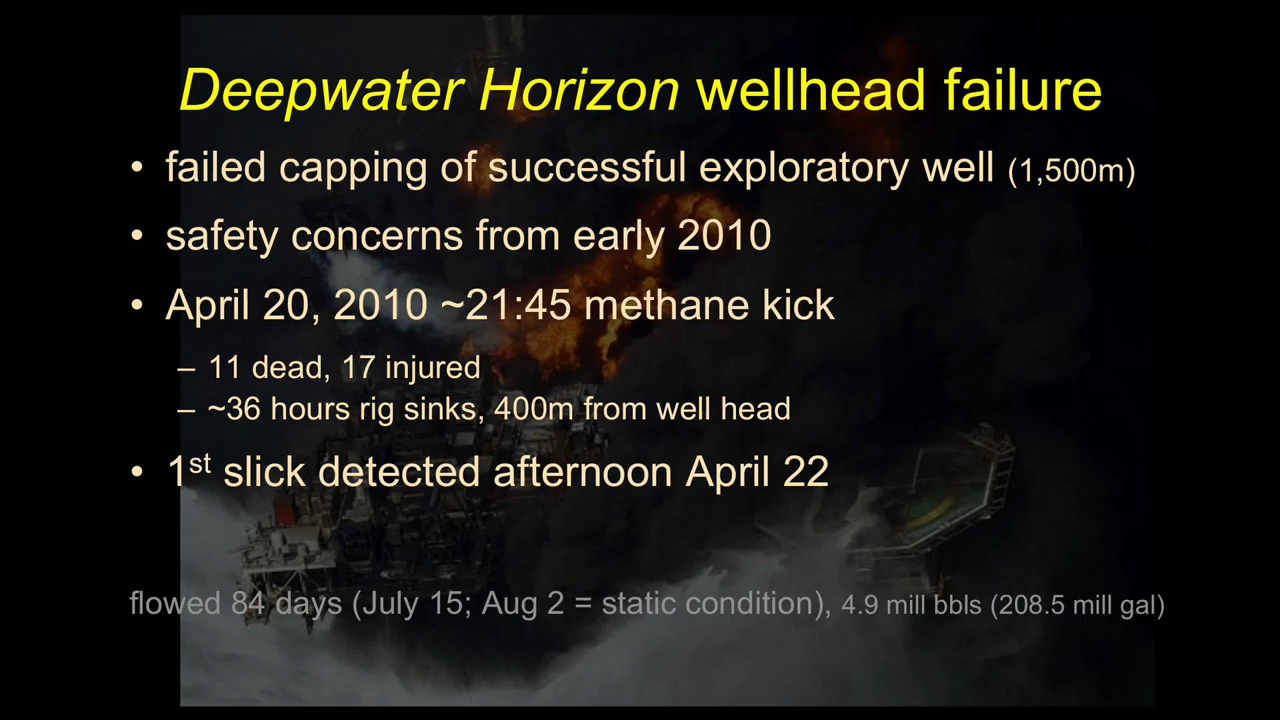 Deepwater Horizon wellhead failure
• failed capping of successful exploratory well (1,500m)
• safety concerns from early 2010
• April 20, 2010 ~21:45 methane kick
– 11 dead, 17 injured
– ~36 hours rig sinks, 400m from well head
• 1st slick detected afternoon April 22
flowed 84 days (July 15; Aug 2 = static condition), 4.9 mill bbls (208.5 mill gal)